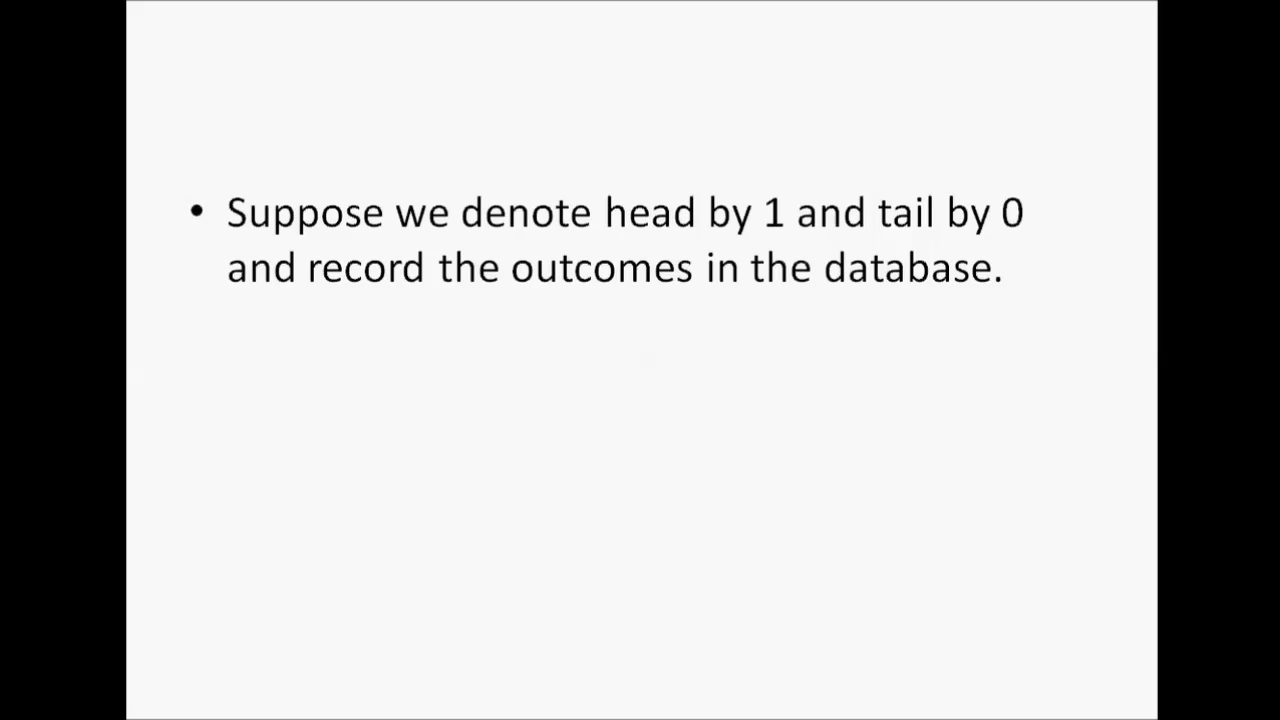 • Suppose we denote head by 1 and tail by 0
and record the outcomes in the database.